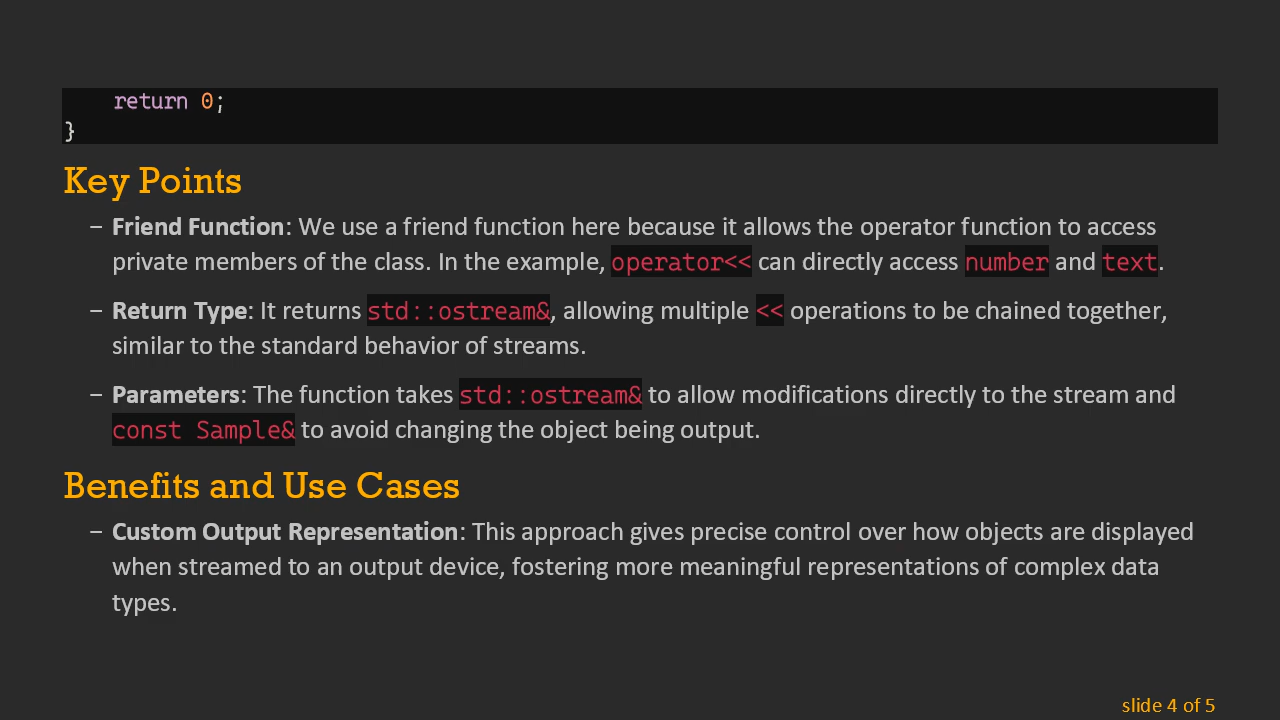 return 0;
}
Key Points
– Friend Function: We use a friend function here because it allows the operator function to access
private members of the class. In the example, operator<< can directly access number and text.
– Return Type: It returns std::ostream&, allowing multiple << operations to be chained together,
similar to the standard behavior of streams.
– Parameters: The function takes std::ostream& to allow modifications directly to the stream and
const Sample& to avoid changing the object being output.
Benefits and Use Cases
– Custom Output Representation: This approach gives precise control over how objects are displayed
when streamed to an output device, fostering more meaningful representations of complex data
types.
slide 4 of 5